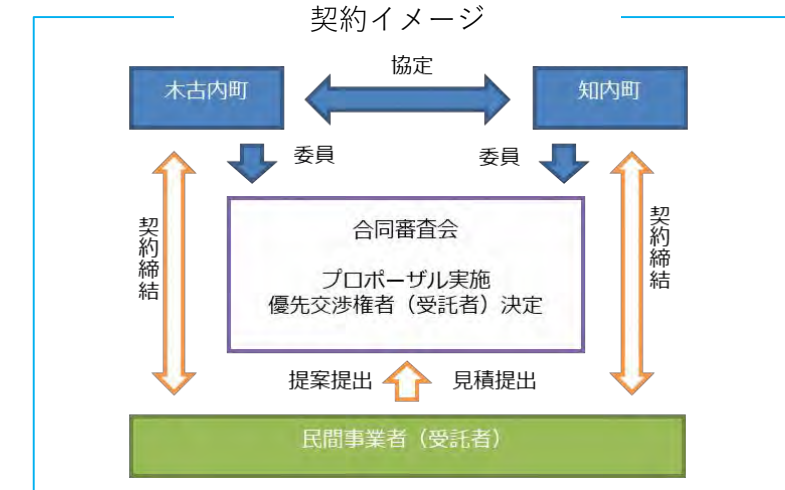 契約イメージ
協定
木古内町
知内町
委員
委員
契約締結
合同審査会
プロポーザル実施
優先交渉権者（受託者）決定
契約締結
提案提出
見積提出
民間事業者（受託者）